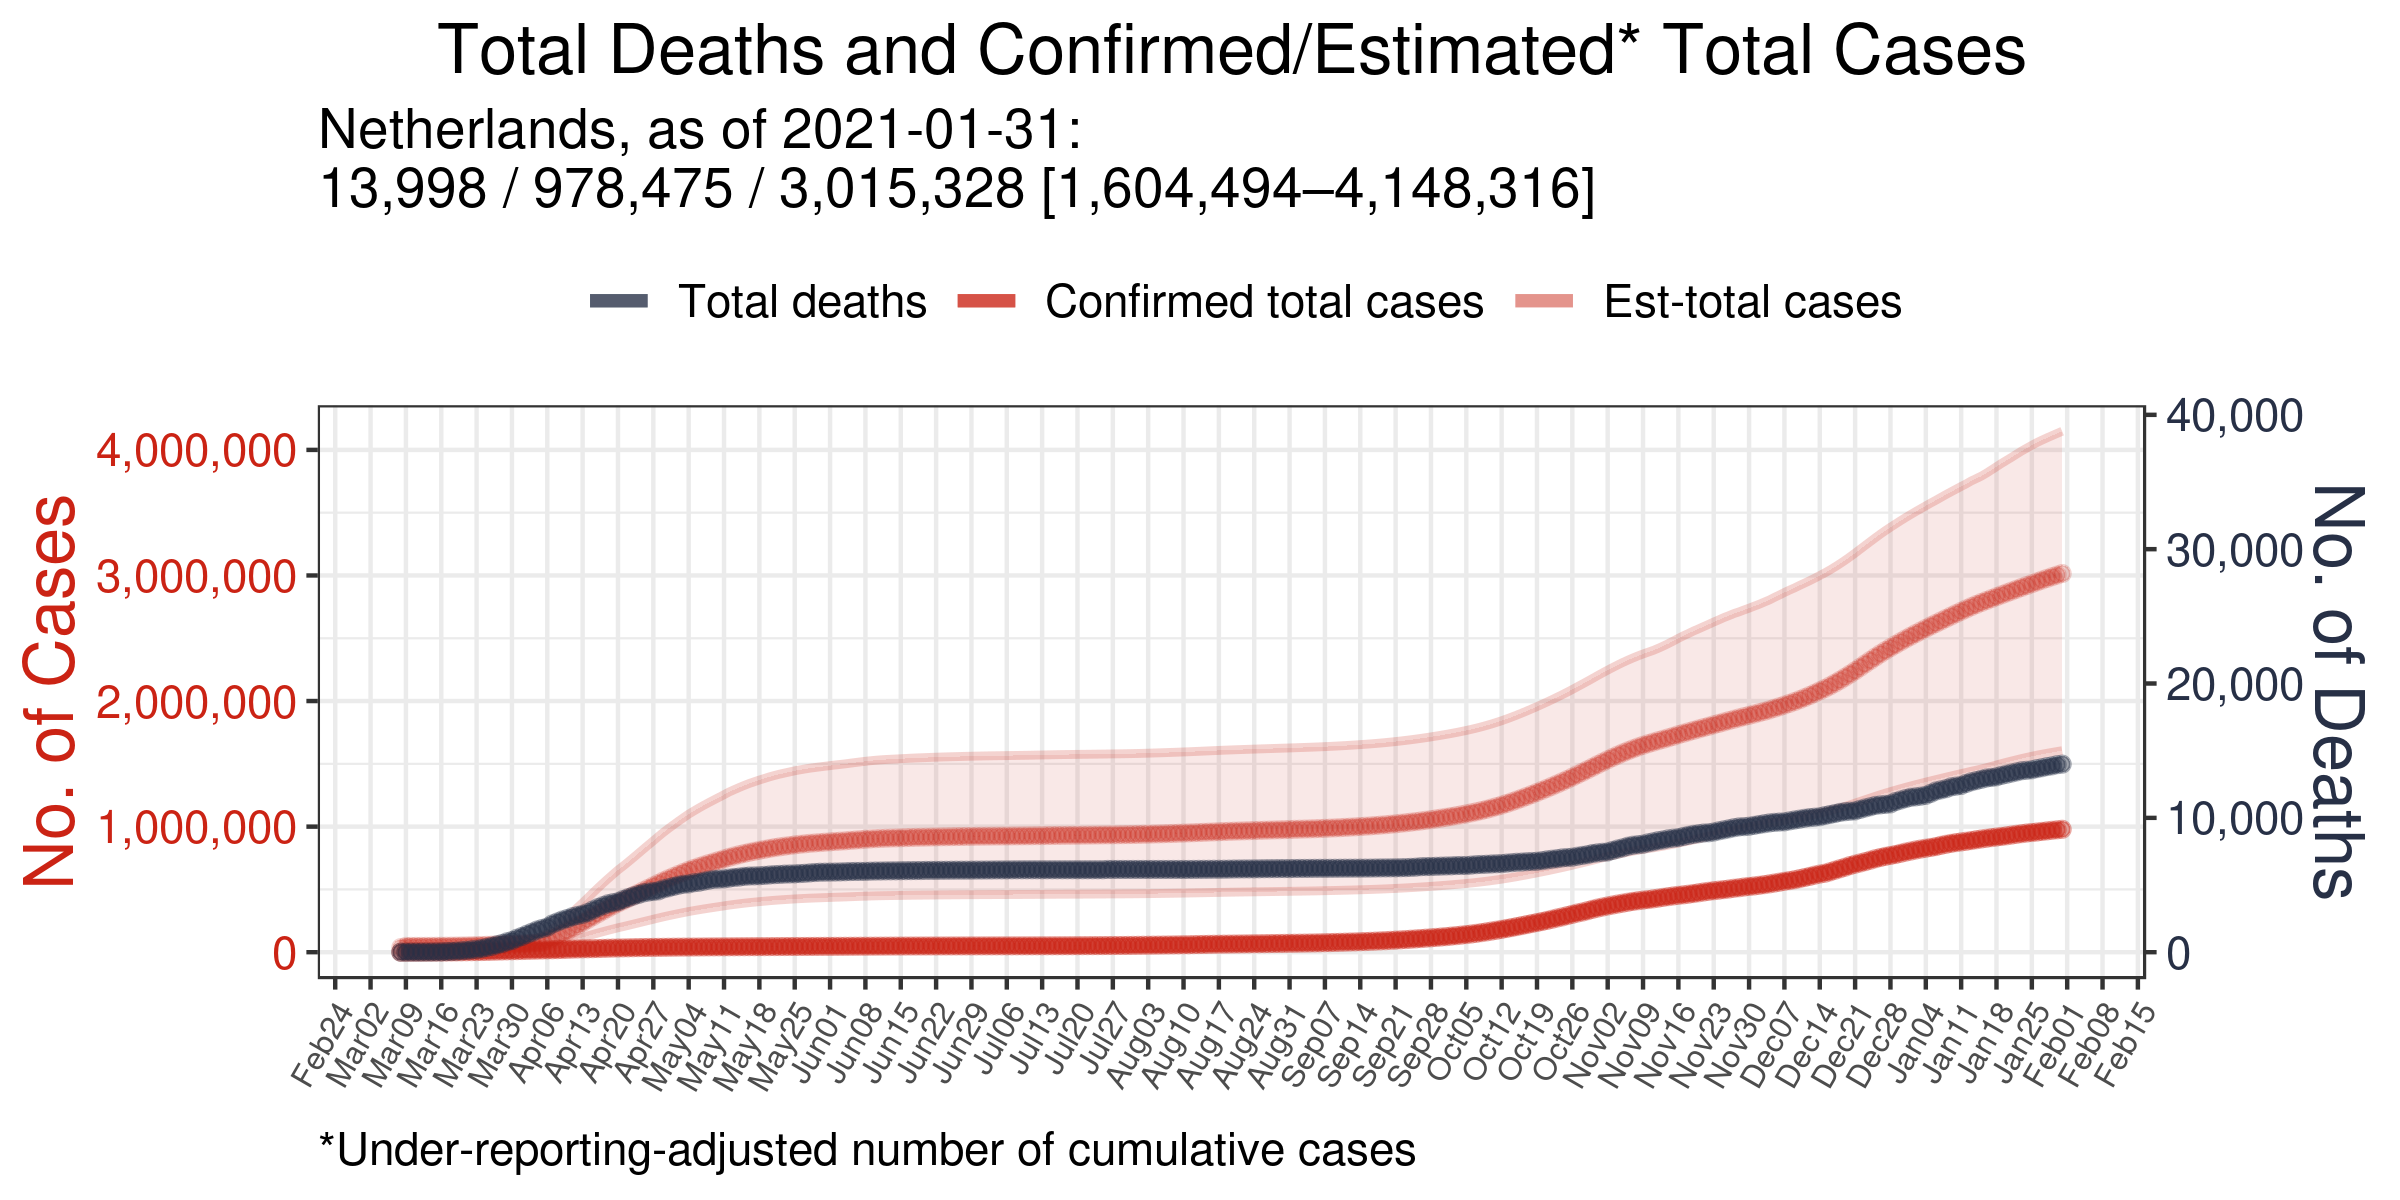 Total Deaths and Confirmed/Estimated* Total Cases
Netherlands, as of 2021-01-31:
13,998 / 978,475 / 3,015,328 [1,604,494–4,148,316]
Total deaths
Confirmed total cases
Est-total cases
No. of Cases
4,000,000
3,000,000
2,000,000
1,000,000
0
40,000
30,000
20,000
10,000
0
No. of Deaths
Feb24
Mar02
Mar09
Mar16
Mar23
Mar30
Apr06
Apr13
Apr20
Apr27
May04
May11
May18
May25
Jun01
Jun08
Jun15
Jun22
Jun29
Jul06
Jul13
Jul20
Jul27
Aug03
Aug10
Aug17
Aug24
Aug31
Sep07
Sep14
Sep21
Sep28
Oct05
Oct12
Oct19
Oct26
Nov02
Nov09
Nov16
Nov23
Nov30
Dec07
Dec14
Dec21
Dec28
Jan04
Jan11
Jan18
Jan25
Feb01
Feb08
Feb15
*Under-reporting-adjusted number of cumulative cases